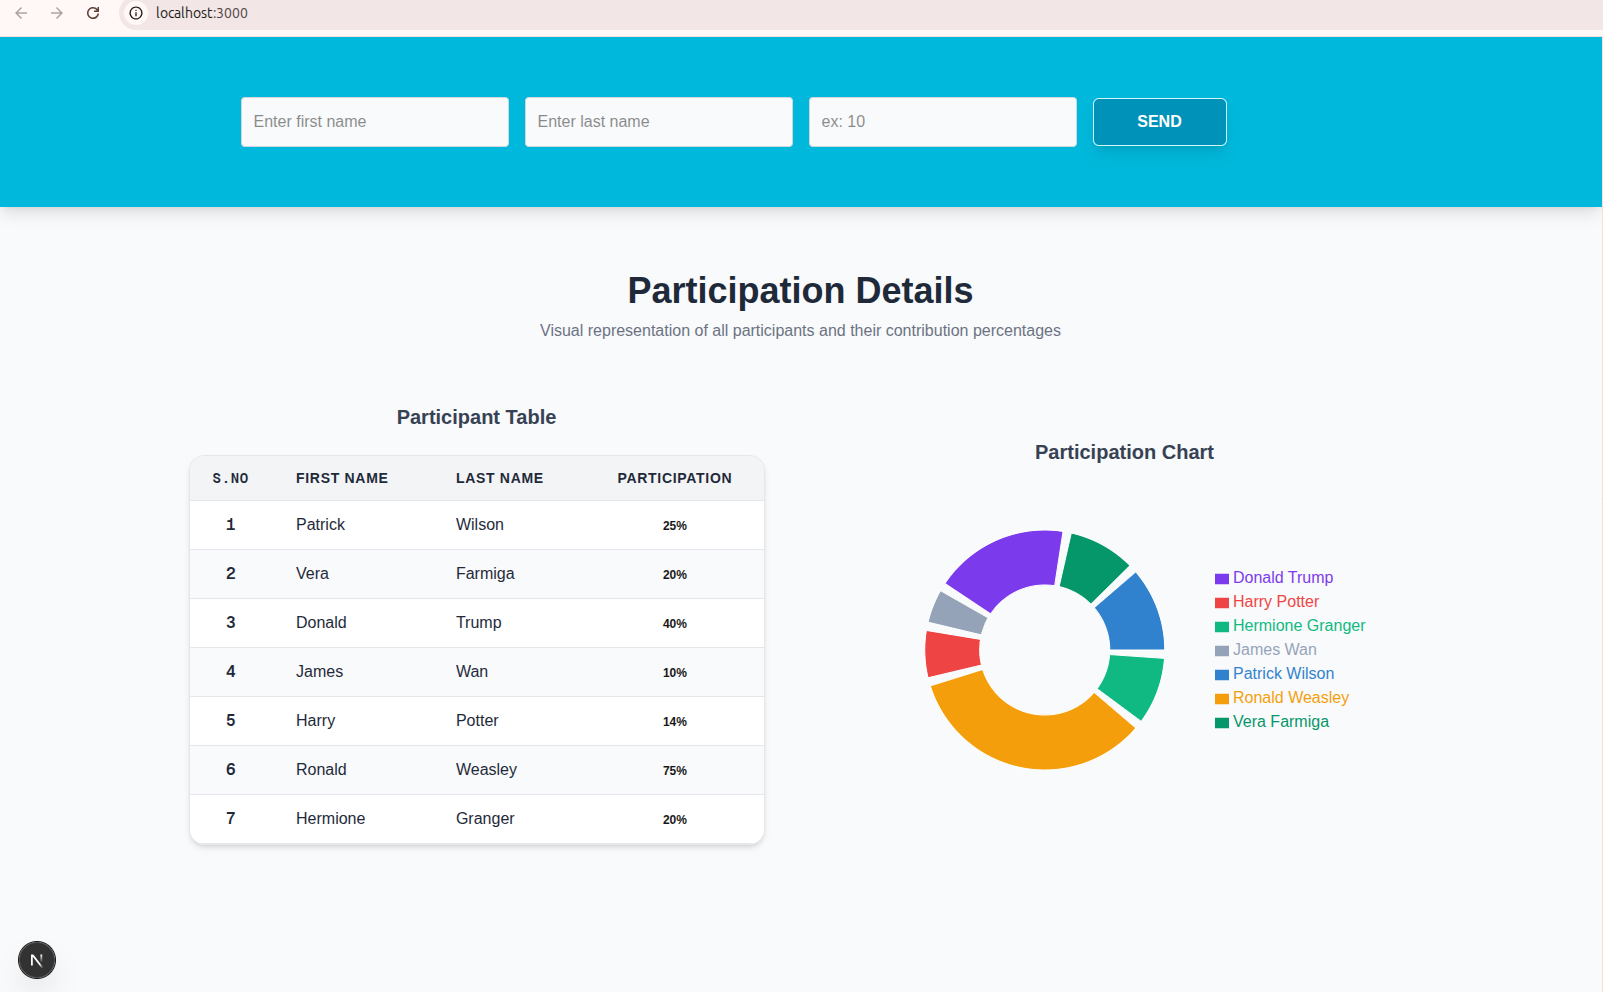 localhost:3000
Enter first name Enter last name ex: 10 SEND
Participation Details
Visual representation of all participants and their contribution percentages
Participant Table
S.NO FIRST NAME LAST NAME PARTICIPATION
1 Patrick Wilson 25%
2 Vera Farmiga 20%
3 Donald Trump 40%
4 James Wan 10%
5 Harry Potter 14%
6 Ronald Weasley 75%
7 Hermione Granger 20%
Participation Chart
Donald Trump
Harry Potter
Hermione Granger
James Wan
Patrick Wilson
Ronald Weasley
Vera Farmiga
N